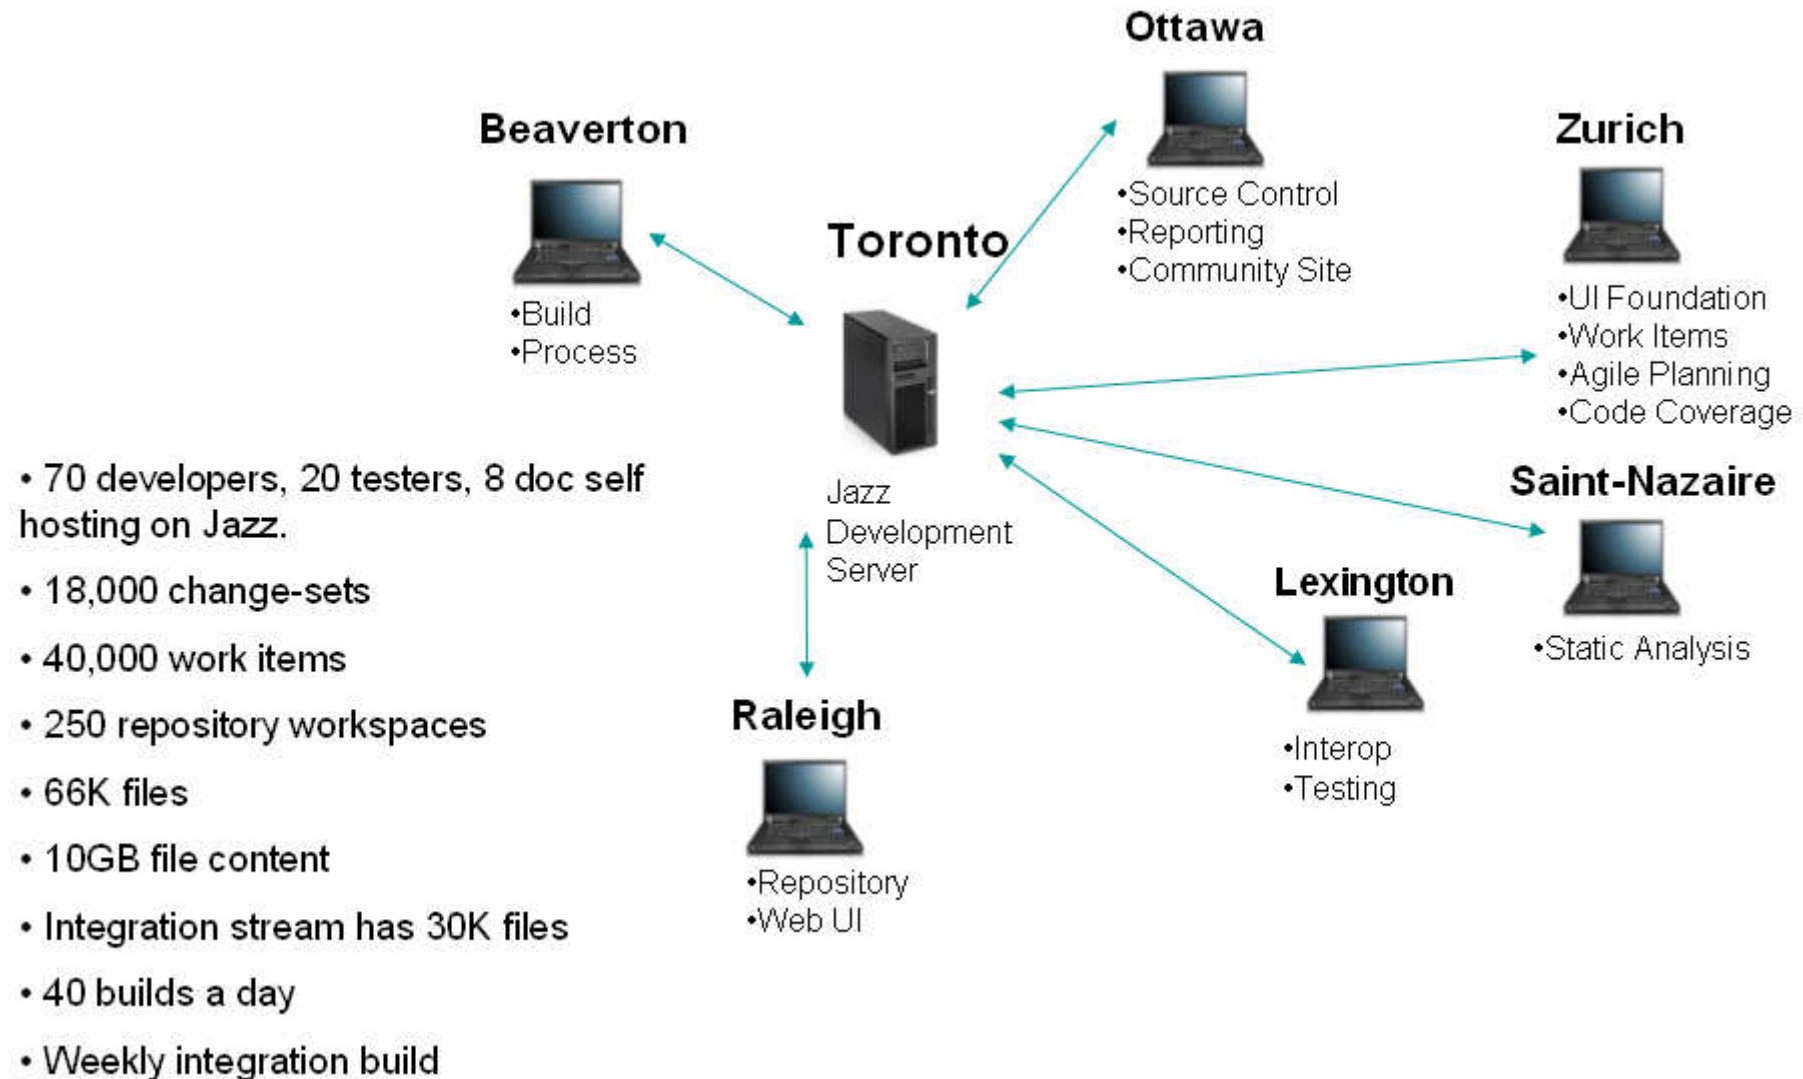 Ottawa
•Source Control
•Reporting
•Community Site
Beaverton
•Build
•Process
Toronto
Jazz
Development
Server
Zurich
•UI Foundation
•Work Items
•Agile Planning
•Code Coverage
Saint-Nazaire
•Static Analysis
Lexington
•Interop
•Testing
Raleigh
•Repository
•Web UI
• 70 developers, 20 testers, 8 doc self
hosting on Jazz.
• 18,000 change-sets
• 40,000 work items
• 250 repository workspaces
• 66K files
• 10GB file content
• Integration stream has 30K files
• 40 builds a day
• Weekly integration build